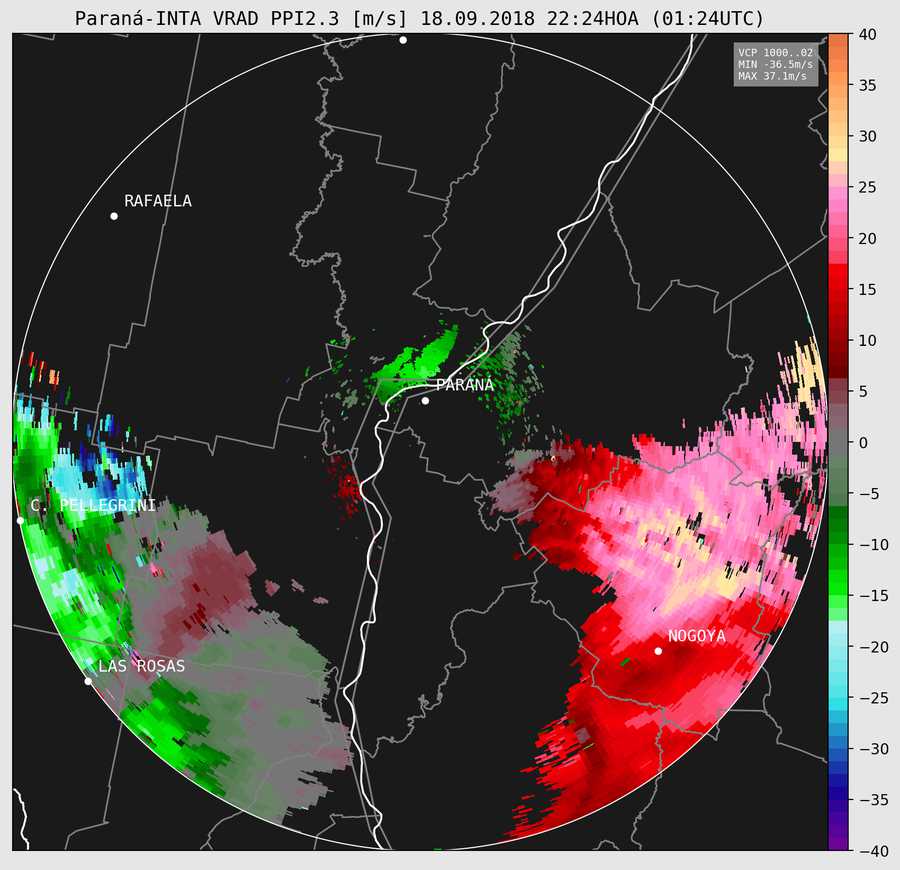 Paraná-INTA VRAD PPI2.3 [m/s] 18.09.2018 22:24HOA (01:24UTC)
VCP 1000..02
MIN -36.5m/s
MAX 37.1m/s
RAFAELA
PARANÁ
C. PELLEGRINI
LAS ROSAS
NOGOYA
40
35
30
25
20
15
10
5
0
−5
−10
−15
−20
−25
−30
−35
−40